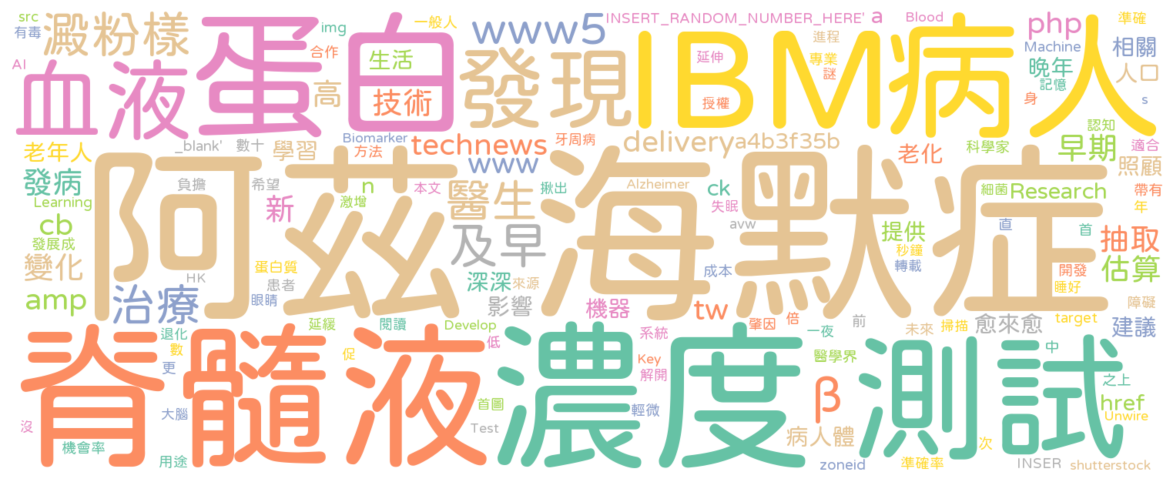 src 澱粉樣 www5 INSERT_RANDOM_NUMBER_HERE' a Blood php 準確
有毒 img 一般人 進程 Machine 相關
AI 血液 蛋白 合作 生活 發現 IBM 病人 延伸 專業 謎 晚年 人口
高 技術 授權 記憶 身 s
_blank' 數十 Biomarker technews 牙周病 deliverya4b3f35b 認知
老年人 學習 方法 www 老化 科學家 早期 適合 照顧
發病 負擔 希望 n 本文 醫生 揪出 Alzheimer ck 細菌 Research 帶有
Learning 新 激增 失眠 年
cb 阿茲海默症 及早 avw 提供 直 首 抽取
發展成 秒鐘
變化 HK 蛋白質 深深 來源 成本 轉載 開發 估算
amp 患者 眼睛 影響 機器 tw 睡好 障礙
治療 延緩 閱讀 Develop 系統 肇因 倍 一夜 前 未來 掃描 愈來愈 target 建議
退化 數 低
更 促 Key 醫學界 中
脊髓液 濃度 解開 β 測試 之上
大腦 首圖 輕微 href
沒 Test 病人體 次 Unwire
機會率 用途 zoneid 準確率 INSER shutterstock